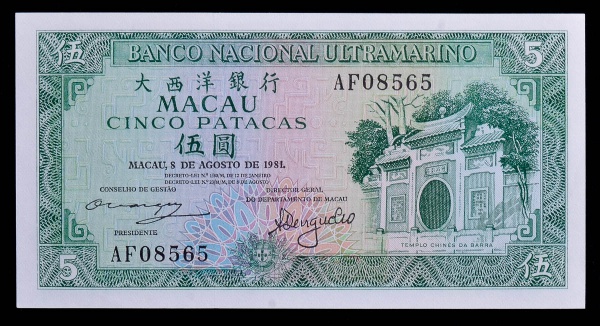 伍 BANCO NACIONAL ULTRAMARINO 5
大西洋銀行 AF08565
MACAU
CINCO PATACAS
伍圓
MACAU, 8 DE AGOSTO DE 1981.
CONSELHO DE GESTÃO
DIRECTOR-GERAL
DO DEPARTAMENTO DE MACAU
PRESIDENTE
AF08565
TEMPLO CHINÊS DA BARRA
5 伍